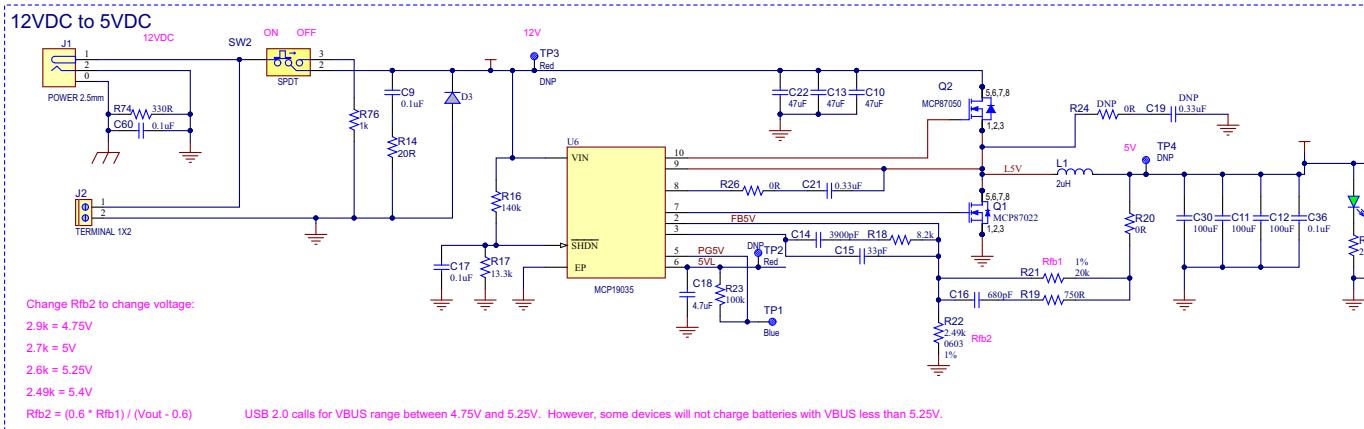 12VDC to 5VDC
J1
12VDC
1
2
0
POWER 2.5mm
R74
330R
C60
0.1uF
J2
1
2
TERMINAL 1X2
SW2
ON
OFF
3
2
SPDT
R76
1k
C9
0.1uF
R14
20R
D3
12V
TP3
Red
DNP
C22
47uF
C13
47uF
C10
47uF
Q2
MCP87050
5,6,7,8
1,2,3
R24
DNP
0R
C19
DNP
0.33uF
U6
VIN
SHDN
EP
MCP19035
10
9
8
7
2
3
5
6
R16
140k
C17
0.1uF
R17
13.3k
R26
0R
C21
0.33uF
L5V
L1
2uH
5V
TP4
DNP
5,6,7,8
Q1
MCP87022
1,2,3
FB5V
C14
3900pF
R18
8.2k
C15
33pF
PG5V
5VL
DNP
TP2
Red
C18
4.7uF
R23
100k
TP1
Blue
R20
0R
C30
100uF
C11
100uF
C12
100uF
C36
0.1uF
R
2
Rfb1
R21
1%
20k
C16
680pF
R19
750R
R22
2.49k
0603
1%
Rfb2
Change Rfb2 to change voltage:
2.9k = 4.75V
2.7k = 5V
2.6k = 5.25V
2.49k = 5.4V
Rfb2 = (0.6 * Rfb1) / (Vout - 0.6)
USB 2.0 calls for VBUS range between 4.75V and 5.25V. However, some devices will not charge batteries with VBUS less than 5.25V.